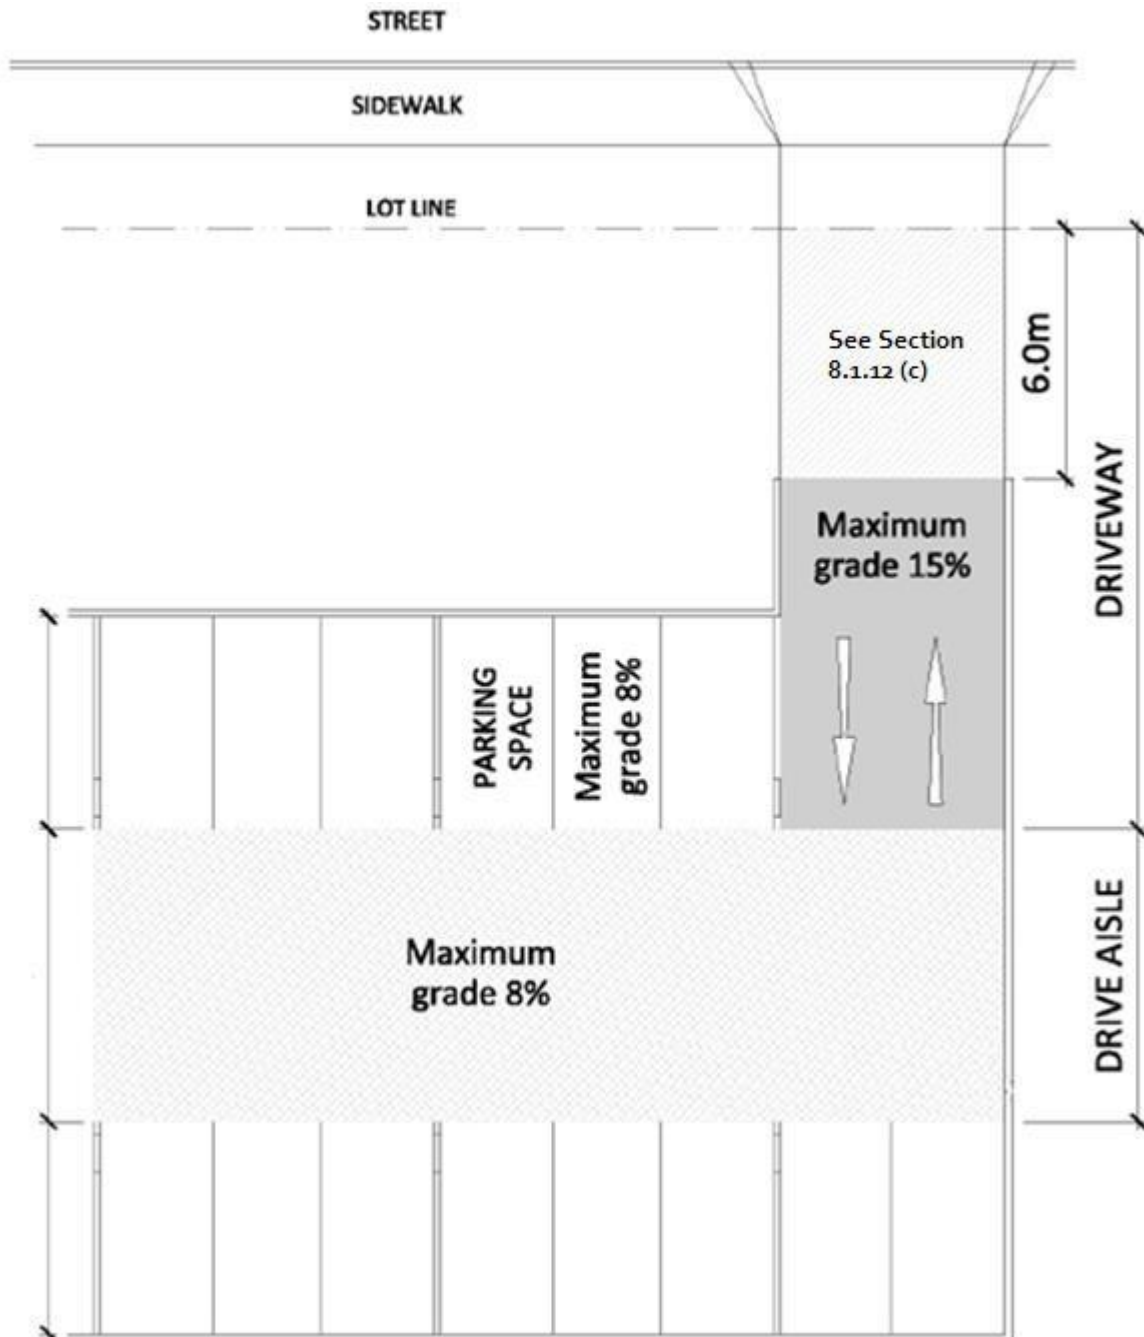 STREET
SIDEWALK
LOT LINE
See Section
8.1.12 (c)
6.0m
DRIVEWAY
Maximum
grade 15%
PARKING
SPACE
Maximum
grade 8%
Maximum
grade 8%
DRIVE AISLE